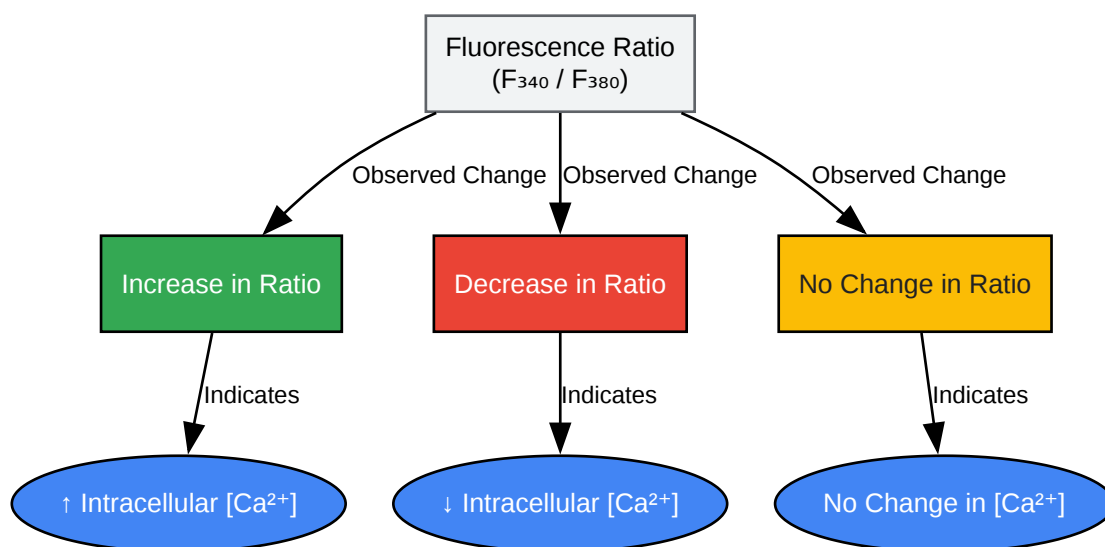 Fluorescence Ratio
(F₃₄₀ / F₃₈₀)
Observed Change
Observed Change
Observed Change
Increase in Ratio
Decrease in Ratio
No Change in Ratio
Indicates
Indicates
Indicates
↑ Intracellular [Ca²⁺]
↓ Intracellular [Ca²⁺]
No Change in [Ca²⁺]